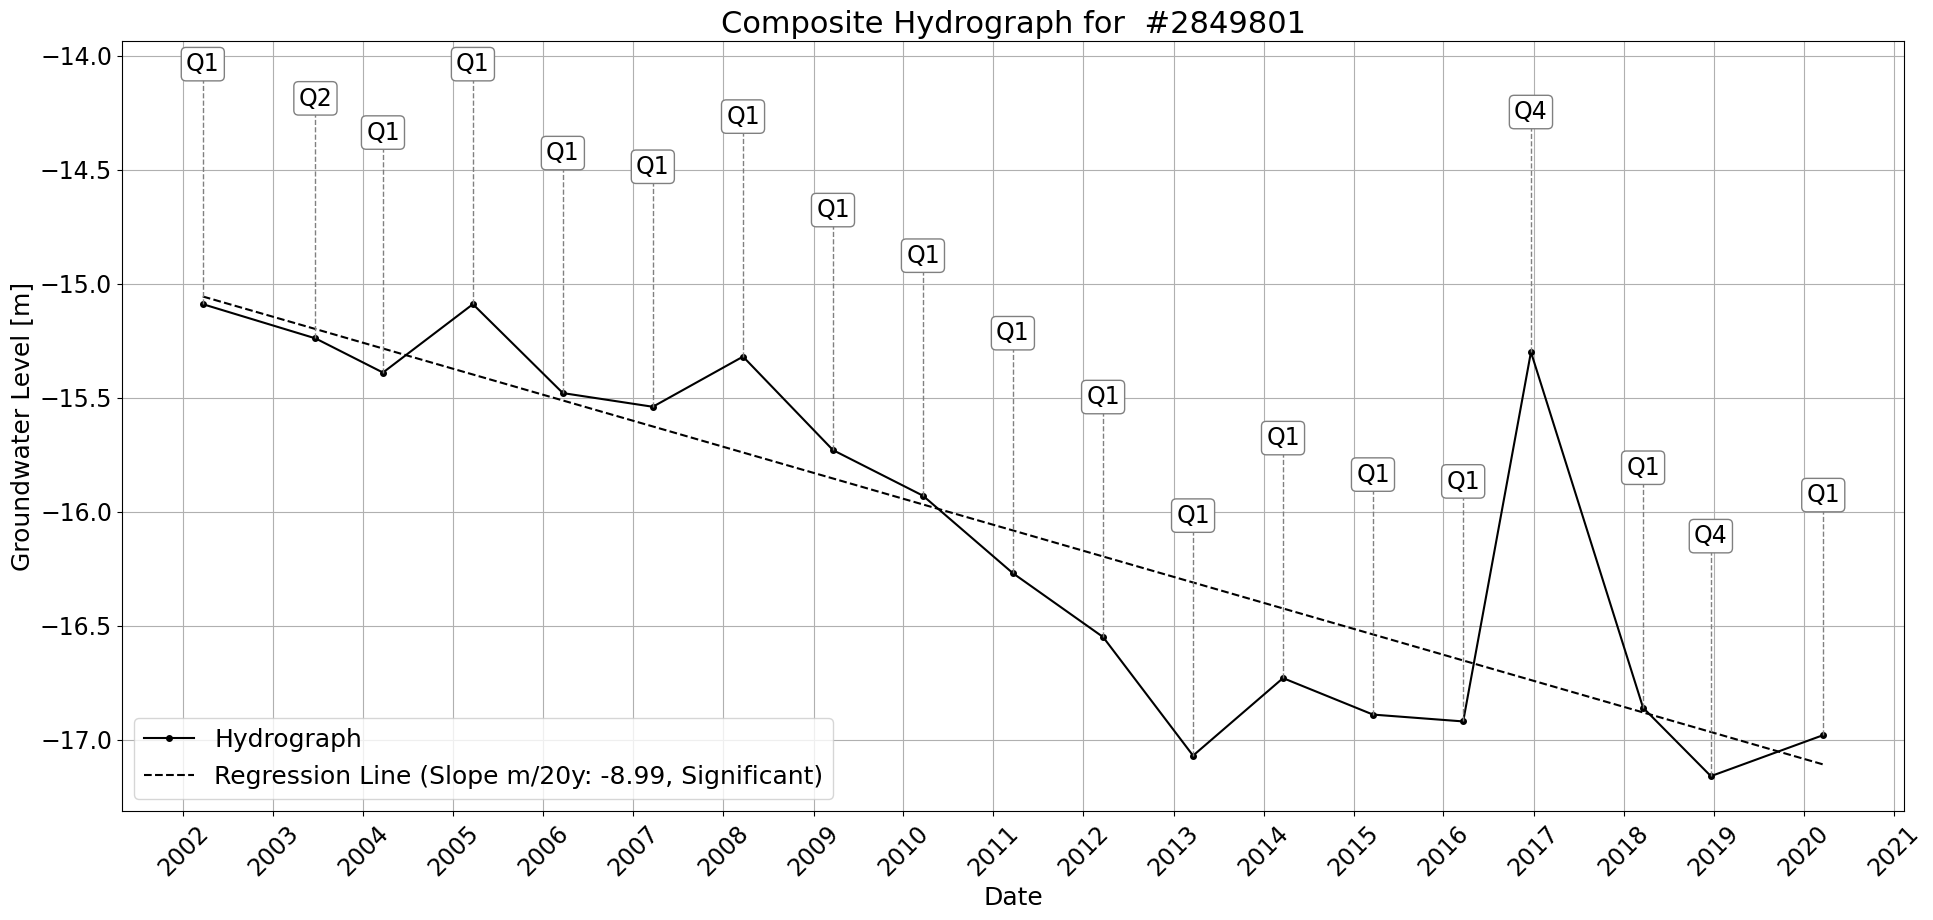 Composite Hydrograph for  #2849801
−14.0
−14.5
−15.0
−15.5
−16.0
−16.5
−17.0
Groundwater Level [m]
Q1
Q2
Q1
Q1
Q1
Q1
Q1
Q1
Q1
Q1
Q1
Q1
Q1
Q1
Q1
Q4
Q1
Q4
Q1
Hydrograph
Regression Line (Slope m/20y: -8.99, Significant)
2002
2003
2004
2005
2006
2007
2008
2009
2010
2011
2012
2013
2014
2015
2016
2017
2018
2019
2020
2021
Date